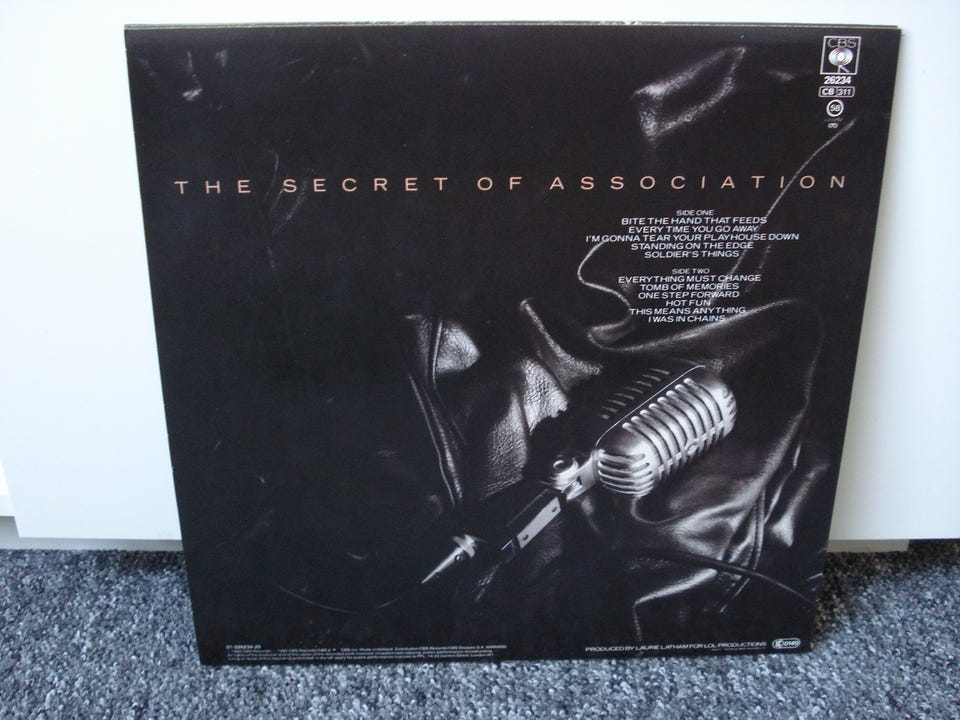 CBS
26234
CB 311
58
THE SECRET OF ASSOCIATION
SIDE ONE
BITE THE HAND THAT FEEDS
EVERY TIME YOU GO AWAY
I'M GONNA TEAR YOUR PLAYHOUSE DOWN
STANDING ON THE EDGE
SOLDIER'S THINGS
SIDE TWO
EVERYTHING MUST CHANGE
TOMB OF MEMORIES
ONE STEP FORWARD
HOT FUN
THIS MEANS ANYTHING
I WAS IN CHAINS
PRODUCED BY LAURIE LATHAM FOR LOL PRODUCTIONS